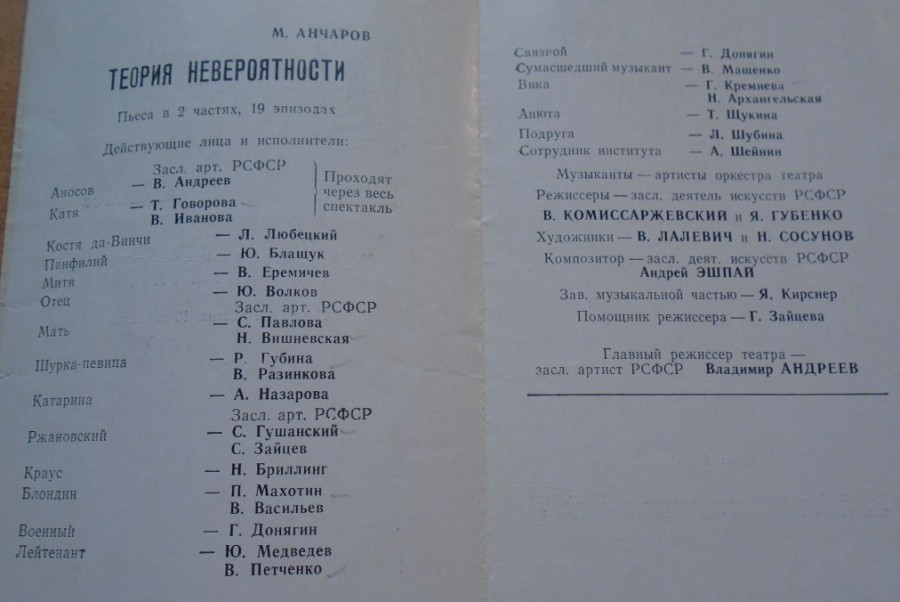 М. АНЧАРОВ
ТЕОРИЯ НЕВЕРОЯТНОСТИ
Пьеса в 2 частях, 19 эпизодах
Действующие лица и исполнители:
Засл. арт. РСФСР
Аносов — В. Андреев
Катя — Т. Говорова
В. Иванова
Проходят
через весь
спектакль
Костя да-Винчи — Л. Любецкий
Панфилий — Ю. Блащук
Митя — В. Еремичев
Отец — Ю. Волков
Засл. арт. РСФСР
Мать — С. Павлова
Н. Вишневская
Шурка-певица — Р. Губина
В. Разинкова
Катарина — А. Назарова
Засл. арт. РСФСР
Ржановский — С. Гушанский
С. Зайцев
Краус — Н. Бриллинг
Блондин — П. Махотин
В. Васильев
Военный — Г. Донягин
Лейтенант — Ю. Медведев
В. Петченко
Связной — Г. Донягин
Сумасшедший музыкант — В. Мащенко
Вика — Г. Кремнева
Н. Архангельская
Анюта — Т. Щукина
Подруга — Л. Шубина
Сотрудник института — А. Шейнин
Музыканты — артисты оркестра театра
Режиссеры — засл. деятель искусств РСФСР
В. КОМИССАРЖЕВСКИЙ и Я. ГУБЕНКО
Художники — В. ЛАЛЕВИЧ и Н. СОСУНОВ
Композитор — засл. деят. искусств РСФСР
Андрей ЭШПАЙ
Зав. музыкальной частью — Я. Кирснер
Помощник режиссера — Г. Зайцева
Главный режиссер театра —
засл. артист РСФСР Владимир АНДРЕЕВ